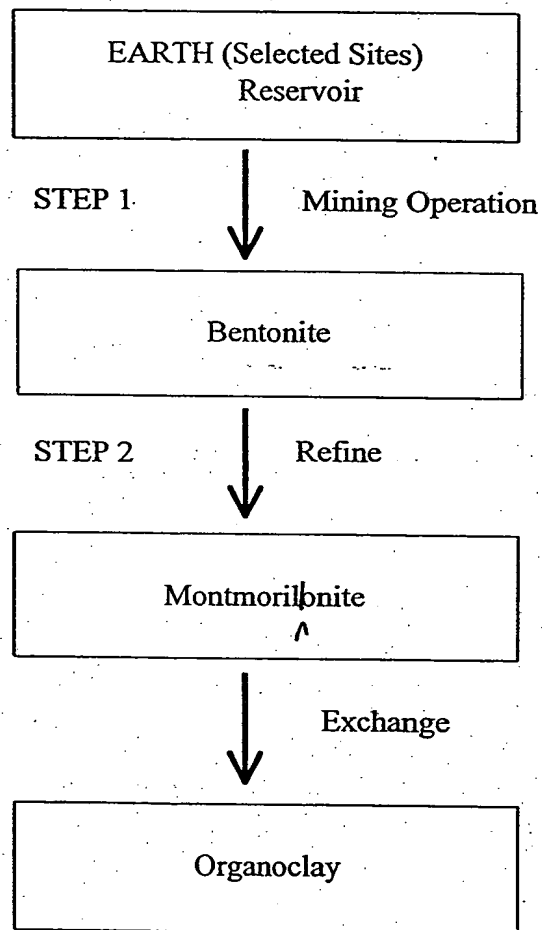 EARTH (Selected Sites)
Reservoir
STEP 1 Mining Operation
Bentonite
STEP 2 Refine
Montmorillonite
Exchange
Organoclay